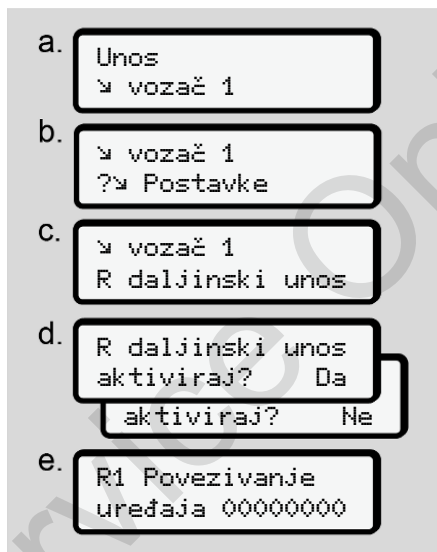 a.
Unos
↘ vozač 1
b.
↘ vozač 1
?↘ Postavke
c.
↘ vozač 1
R daljinski unos
d.
R daljinski unos
aktiviraj? Da
aktiviraj? Ne
e.
R1 Povezivanje
uređaja 00000000